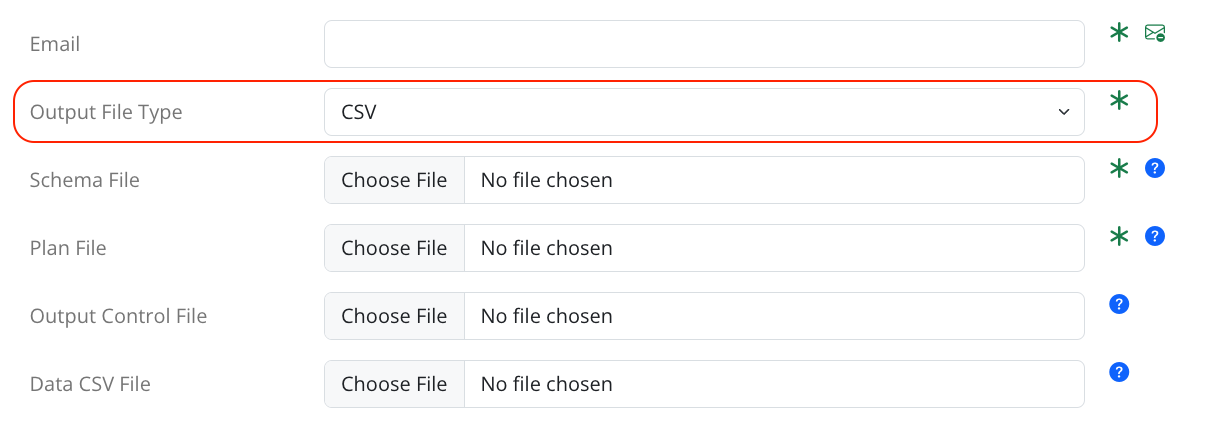 Email
Output File Type CSV
Schema File Choose File No file chosen
Plan File Choose File No file chosen
Output Control File Choose File No file chosen
Data CSV File Choose File No file chosen